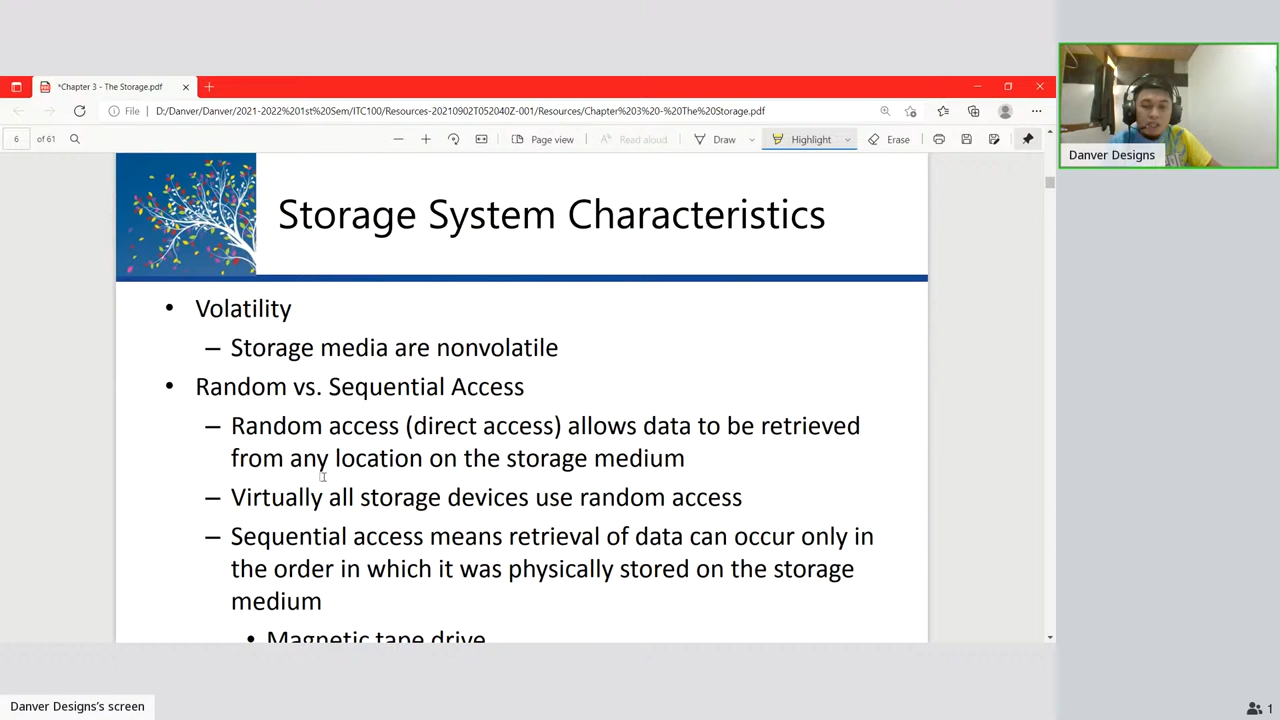 *Chapter 3 - The Storage.pdf
File
D:/Danver/Danver/2021-2022%201st%20Sem/ITC100/Resources-20210902T052040Z-001/Resources/Chapter%203%20-%20The%20Storage.pdf
6 of 61
Page view
Read aloud
Draw
Highlight
Erase
Danver Designs
Storage System Characteristics
• Volatility
– Storage media are nonvolatile
• Random vs. Sequential Access
– Random access (direct access) allows data to be retrieved
from any location on the storage medium
– Virtually all storage devices use random access
– Sequential access means retrieval of data can occur only in
the order in which it was physically stored on the storage
medium
• Magnetic tape drive
Danver Designs's screen
1